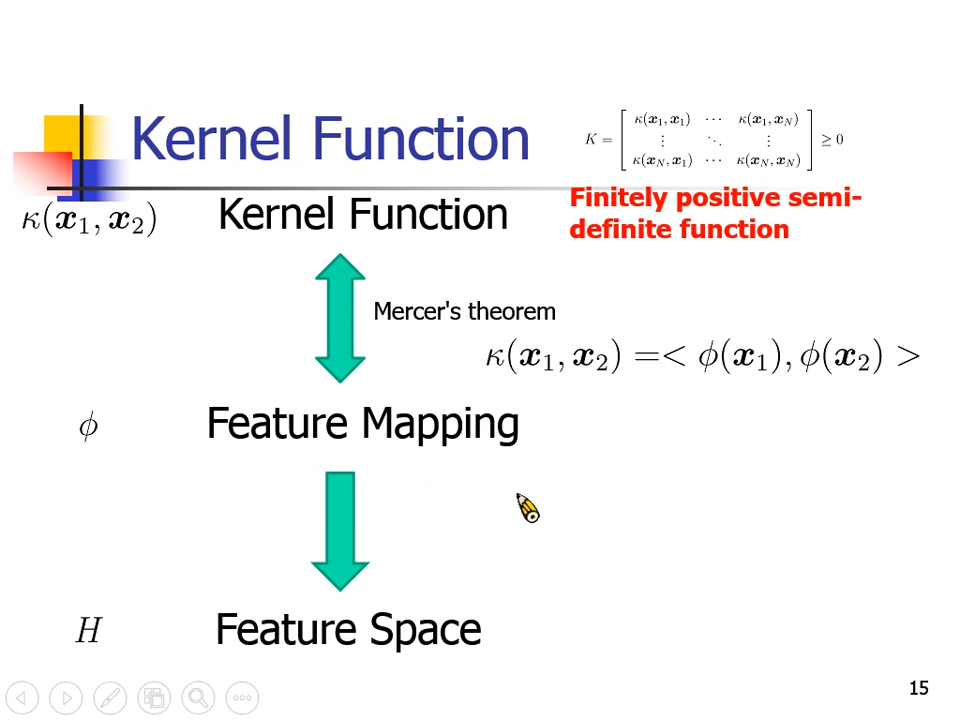 Kernel Function
K = [ κ(x₁, x₁) ⋯ κ(x₁, x_N)
⋮ ⋱ ⋮
κ(x_N, x₁) ⋯ κ(x_N, x_N) ] ≥ 0
κ(x₁, x₂) Kernel Function
Finitely positive semi-
definite function
Mercer's theorem
κ(x₁, x₂) =< ϕ(x₁), ϕ(x₂) >
ϕ Feature Mapping
H Feature Space
15